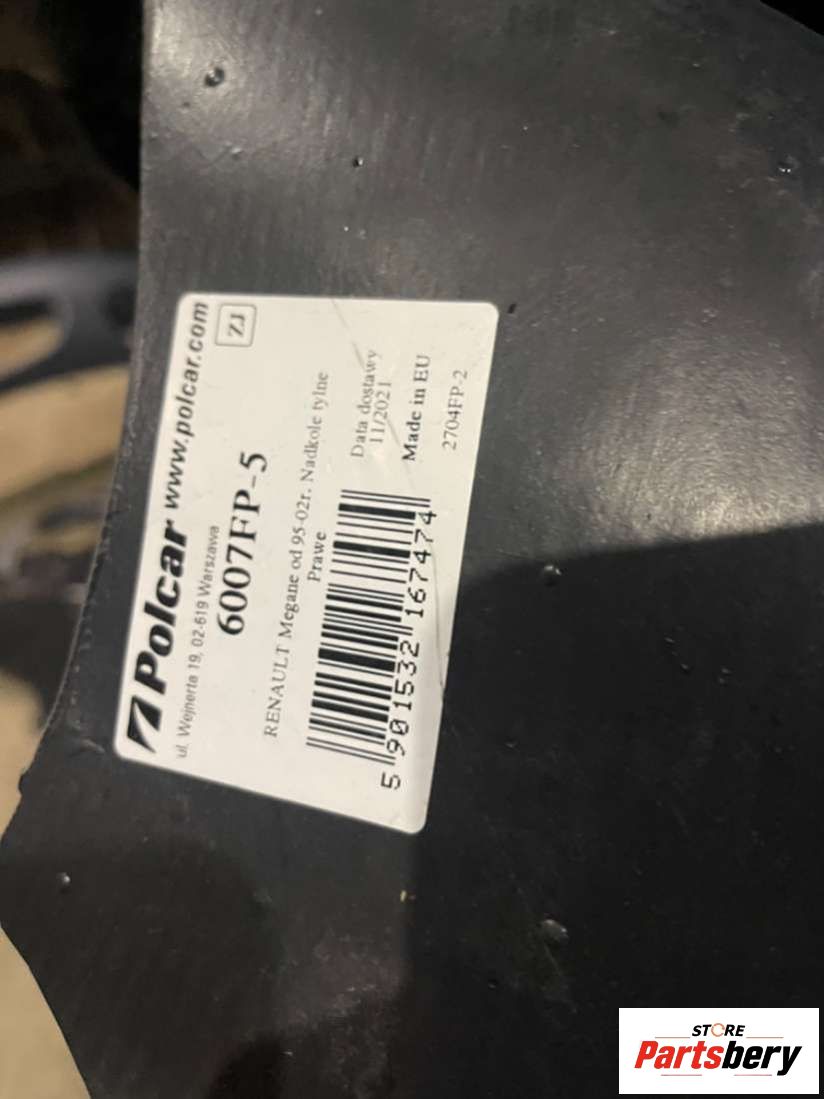 Polcar www.polcar.com
ul. Wejnerta 19, 02-619 Warszawa
ZJ
6007FP-5
RENAULT Megane od 95-02r. Nadkole tylne
Prawe
Data dostawy
11/2021
Made in EU
5 901532 167474
2704FP-2
STORE
Partsbery